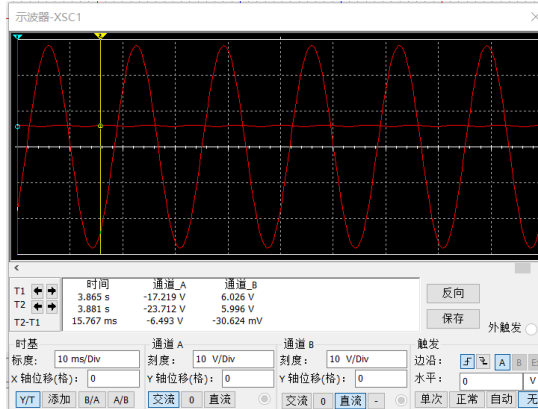 示波器-XSC1
时间 通道_A 通道_B
T1 3.865 s -17.219 V 6.026 V
T2 3.881 s -23.712 V 5.996 V
T2-T1 15.767 ms -6.493 V -30.624 mV
反向
保存
外触发
时基 通道 A 通道 B 触发
标度: 10 ms/Div 刻度: 10 V/Div 刻度: 10 V/Div 边沿: A B
X 轴位移(格): 0 Y 轴位移(格): 0 Y 轴位移(格): 0 水平: 0 V
Y/T 添加 B/A A/B 交流 0 直流 交流 0 直流 - 单次 正常 自动 无